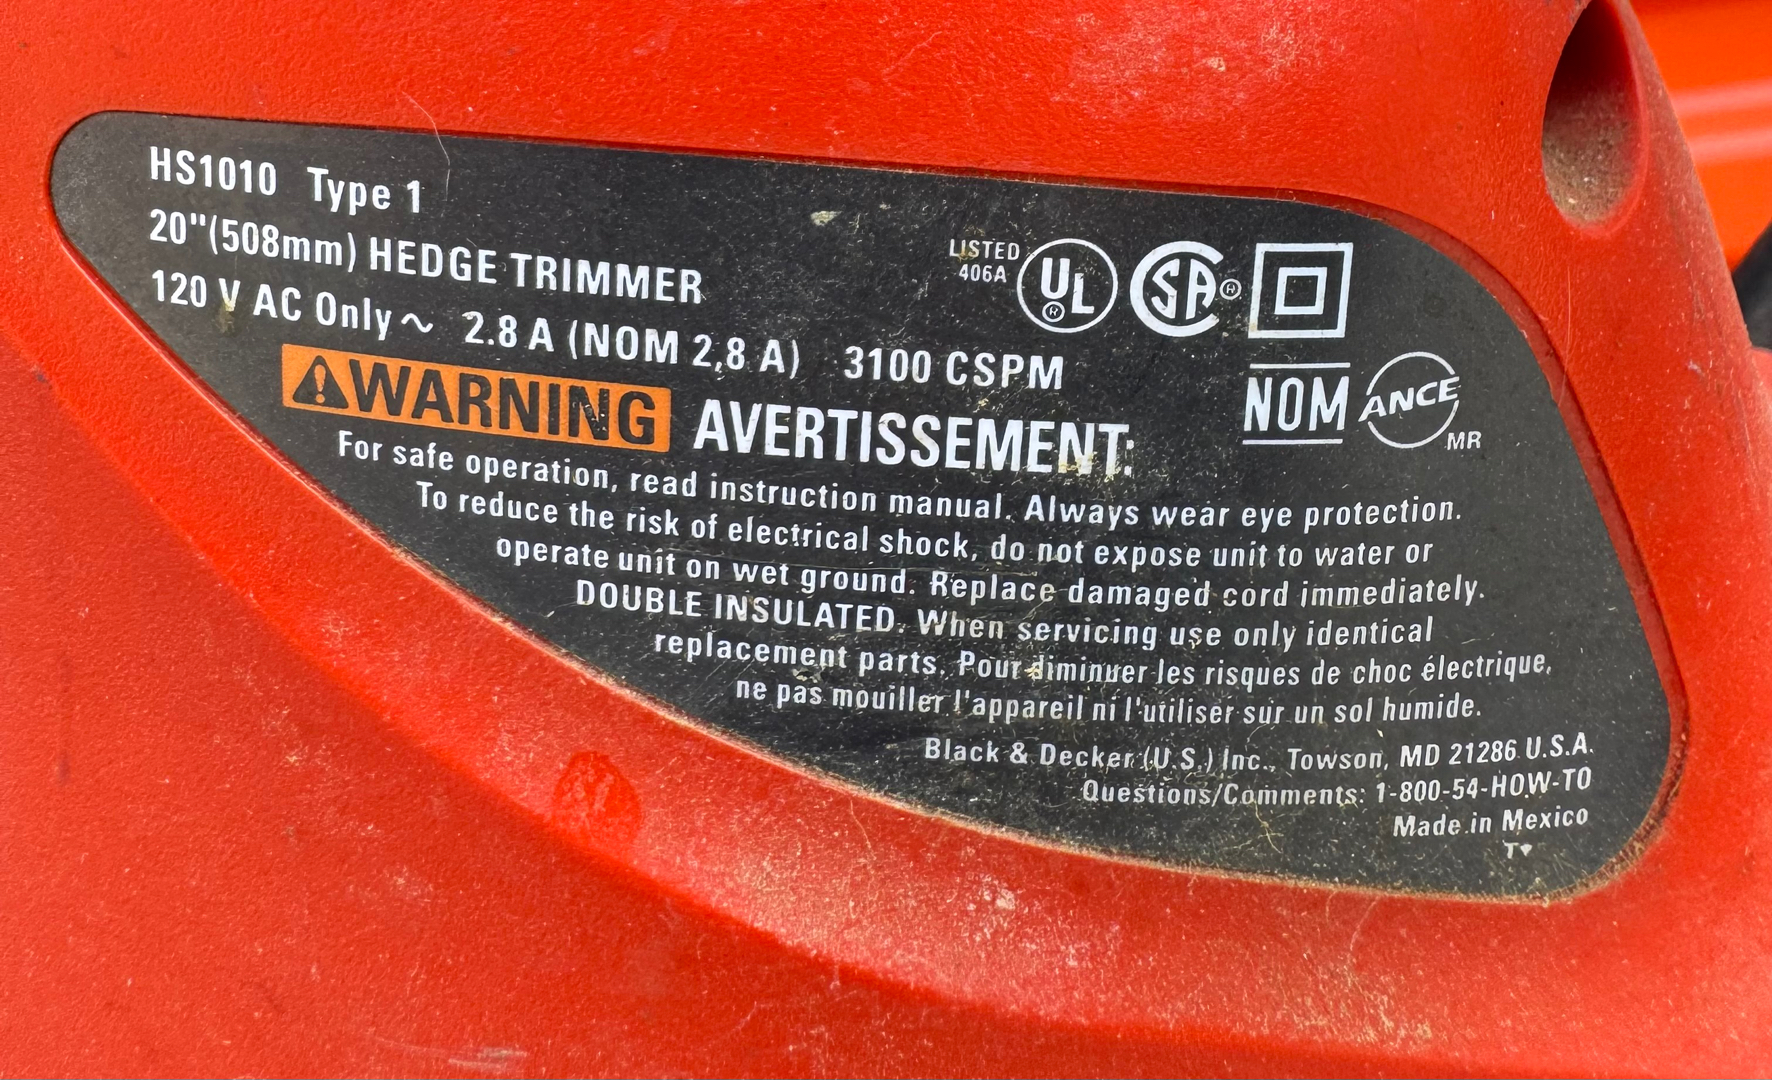 HS1010 Type 1
20"(508mm) HEDGE TRIMMER
120 V AC Only ~ 2.8 A (NOM 2,8 A) 3100 CSPM
LISTED
406A
UL ®
SA ®
NOM
ANCE
MR
WARNING AVERTISSEMENT:
For safe operation, read instruction manual. Always wear eye protection.
To reduce the risk of electrical shock, do not expose unit to water or
operate unit on wet ground. Replace damaged cord immediately.
DOUBLE INSULATED. When servicing use only identical
replacement parts. Pour diminuer les risques de choc électrique,
ne pas mouiller l'appareil ni l'utiliser sur un sol humide.
Black & Decker (U.S.) Inc., Towson, MD 21286 U.S.A.
Questions/Comments: 1-800-54-HOW-TO
Made in Mexico
T